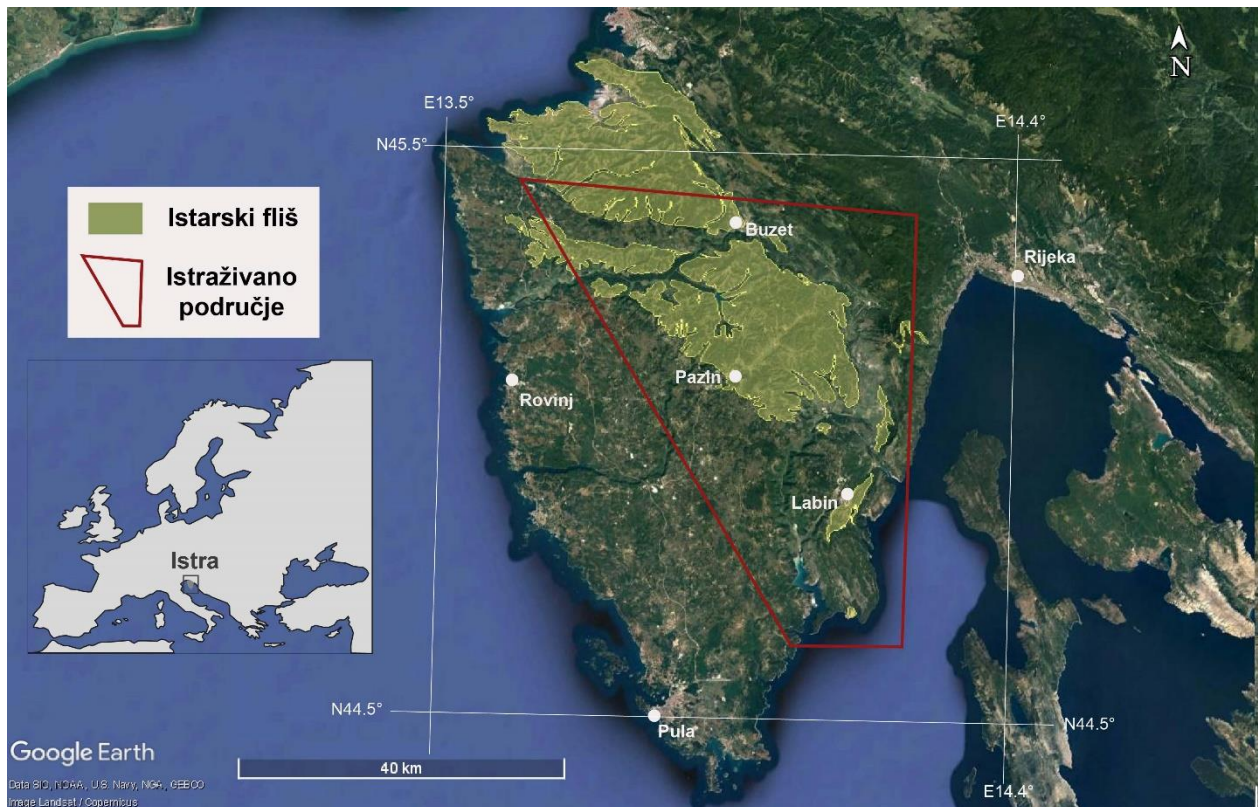 N
E13.5°
E14.4°
N45.5°
Istarski fliš
Istraživano
područje
Buzet
Rijeka
Pazin
Rovinj
Labin
Istra
N44.5°
N44.5°
Pula
Google Earth
40 km
Data SIO, NOAA, U.S. Navy, NGA, GEBCO
Image Landsat / Copernicus
E14.4°